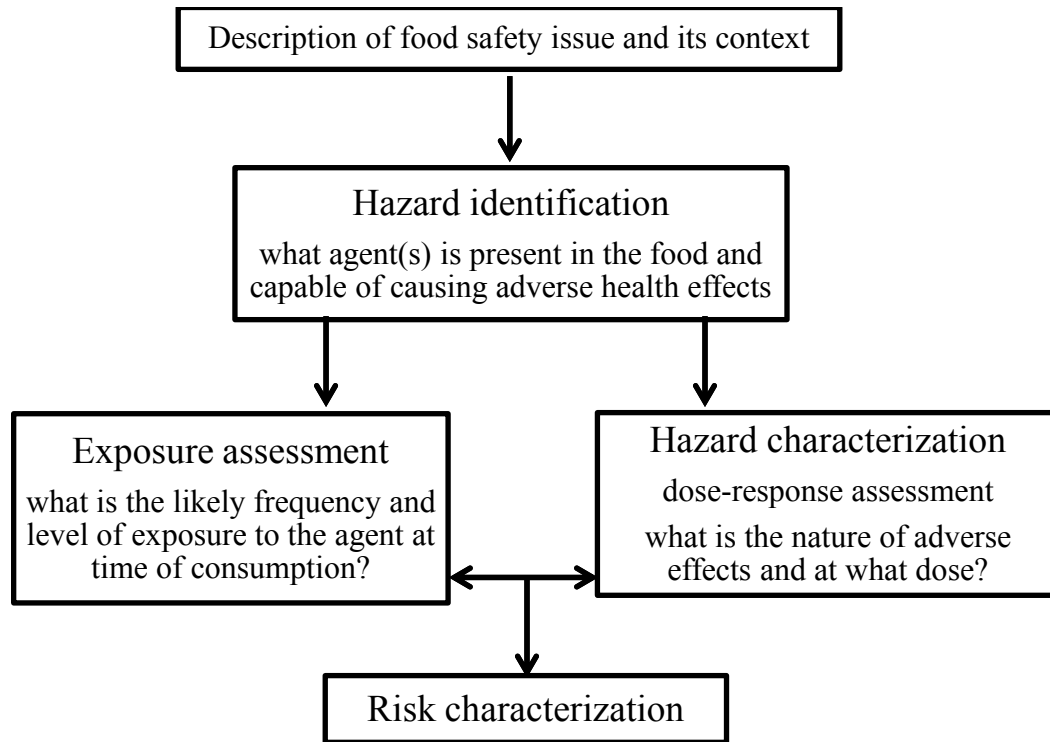 Description of food safety issue and its context
Hazard identification
what agent(s) is present in the food and
capable of causing adverse health effects
Exposure assessment
what is the likely frequency and
level of exposure to the agent at
time of consumption?
Hazard characterization
dose-response assessment
what is the nature of adverse
effects and at what dose?
Risk characterization